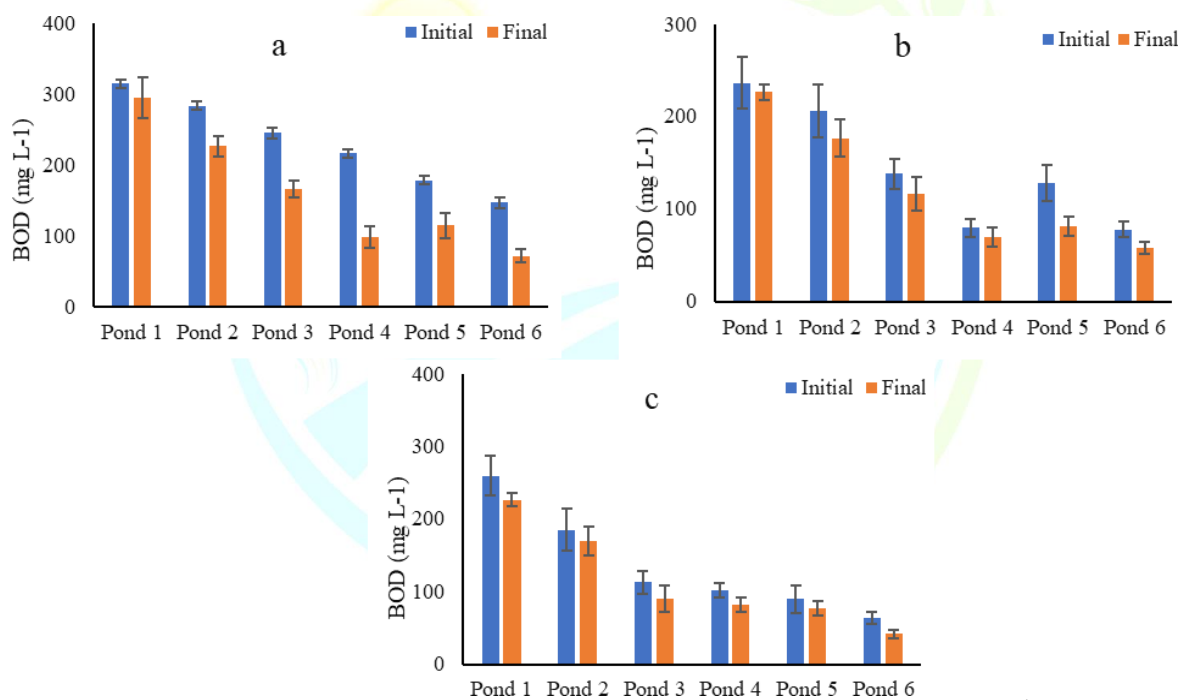 a
Initial Final
BOD (mg L-1)
400
300
200
100
0
Pond 1 Pond 2 Pond 3 Pond 4 Pond 5 Pond 6
b
Initial Final
BOD (mg L-1)
300
200
100
0
Pond 1 Pond 2 Pond 3 Pond 4 Pond 5 Pond 6
c
Initial Final
BOD (mg L-1)
400
300
200
100
0
Pond 1 Pond 2 Pond 3 Pond 4 Pond 5 Pond 6